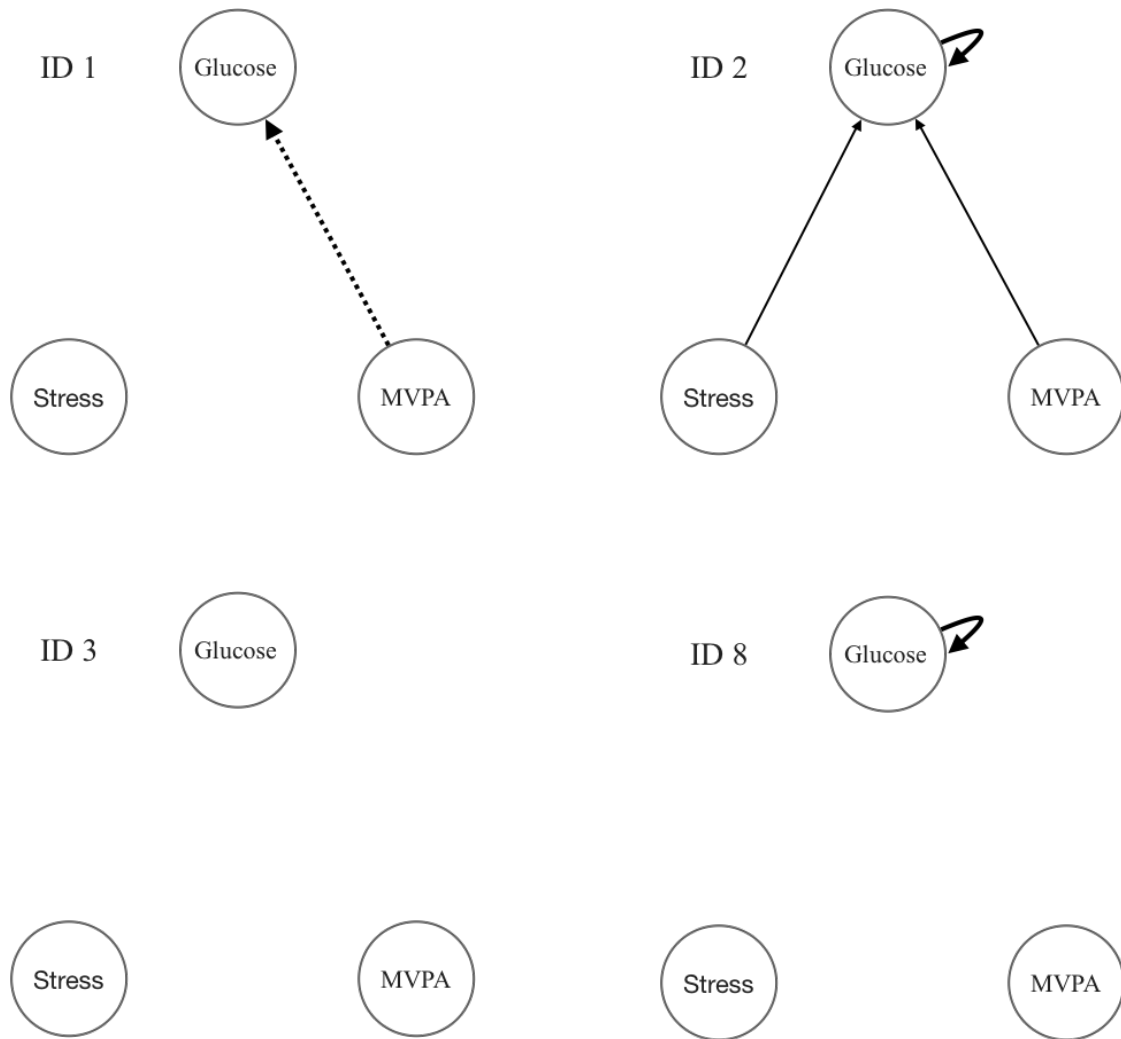 ID 1
Glucose
Stress
MVPA
ID 2
Glucose
Stress
MVPA
ID 3
Glucose
Stress
MVPA
ID 8
Glucose
Stress
MVPA